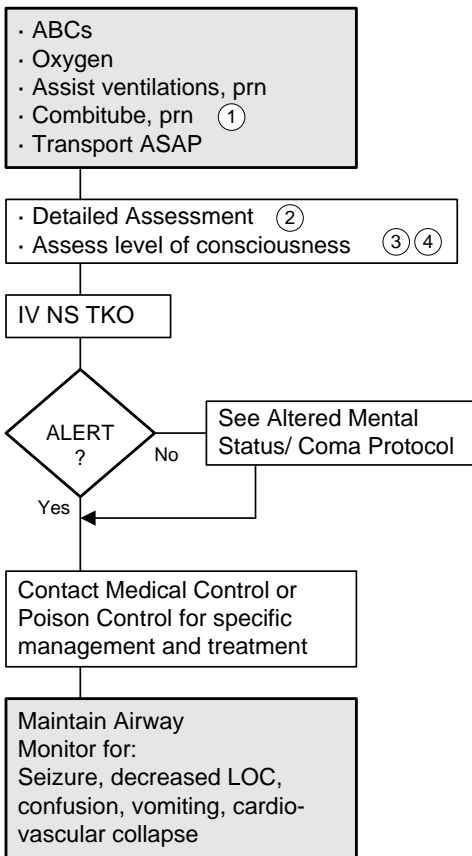 · ABCs
· Oxygen
· Assist ventilations, prn
· Combitube, prn 1
· Transport ASAP
· Detailed Assessment 2
· Assess level of consciousness 3 4
IV NS TKO
ALERT
?
No
See Altered Mental
Status/ Coma Protocol
Yes
Contact Medical Control or
Poison Control for specific
management and treatment
Maintain Airway
Monitor for:
Seizure, decreased LOC,
confusion, vomiting, cardio-
vascular collapse